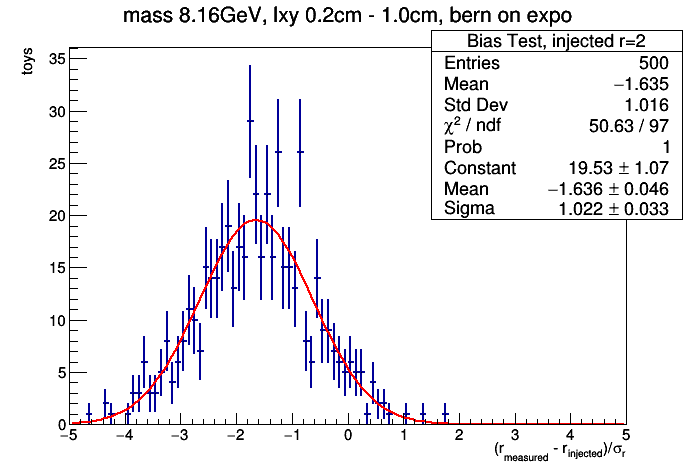 mass 8.16GeV, lxy 0.2cm - 1.0cm, bern on expo
toys
Bias Test, injected r=2
Entries 500
Mean −1.635
Std Dev 1.016
χ² / ndf 50.63 / 97
Prob 1
Constant 19.53 ± 1.07
Mean −1.636 ± 0.046
Sigma 1.022 ± 0.033
35
30
25
20
15
10
5
0
−5 −4 −3 −2 −1 0 1 2 3 4 5
(r_measured - r_injected)/σ_r